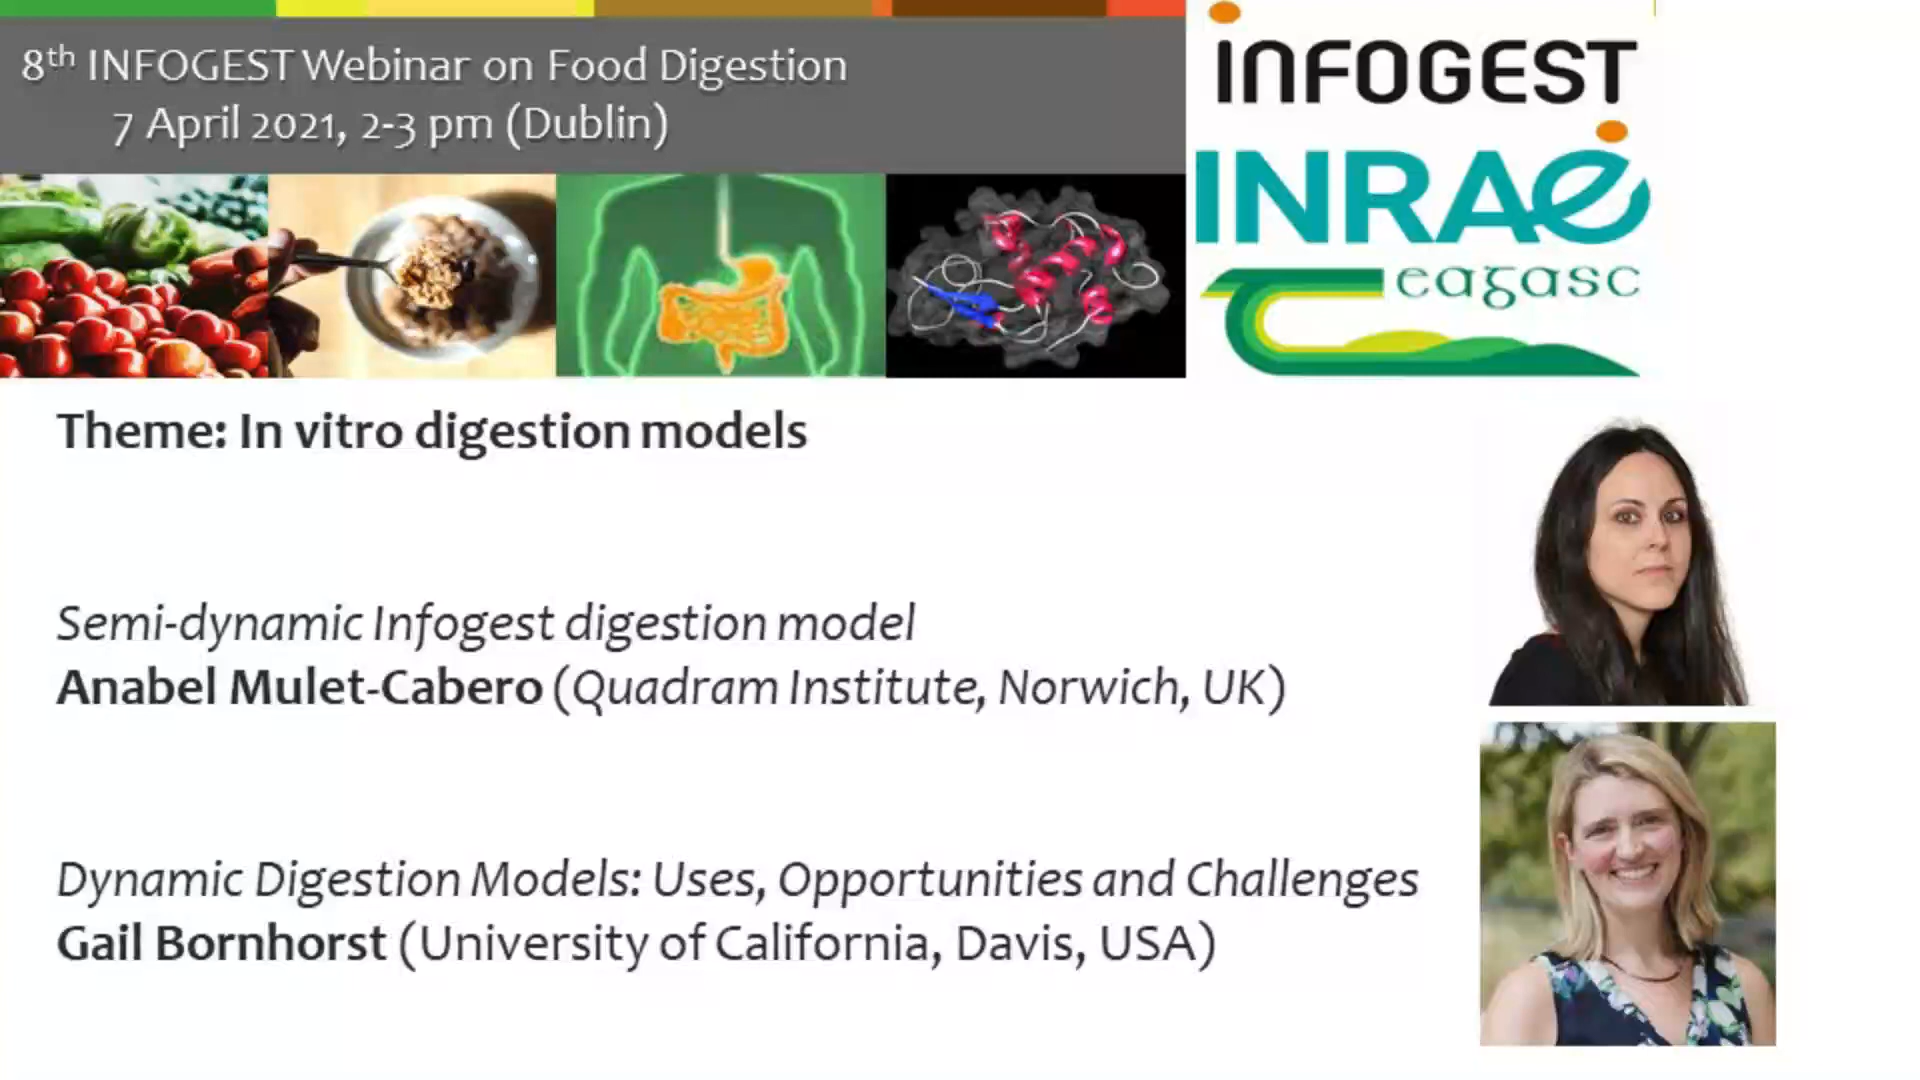 8th INFOGEST Webinar on Food Digestion
7 April 2021, 2-3 pm (Dublin)
INFOGEST
INRAe
eagasc
Theme: In vitro digestion models
Semi-dynamic Infogest digestion model
Anabel Mulet-Cabero (Quadram Institute, Norwich, UK)
Dynamic Digestion Models: Uses, Opportunities and Challenges
Gail Bornhorst (University of California, Davis, USA)